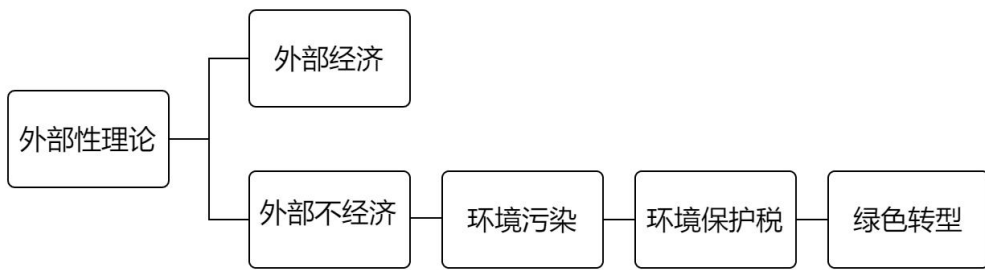 外部经济
外部性理论
外部不经济
环境污染
环境保护税
绿色转型